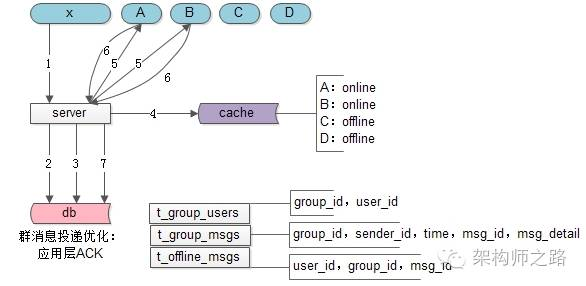 x
A
B
C
D
6
1
5
5
6
server
4
cache
A：online
B：online
C：offline
D：offline
2
3
7
db
群消息投递优化：
应用层ACK
t_group_users
group_id，user_id
t_group_msgs
group_id，sender_id，time，msg_id，msg_detail
t_offline_msgs
user_id，group_id，msg_id
架构师之路